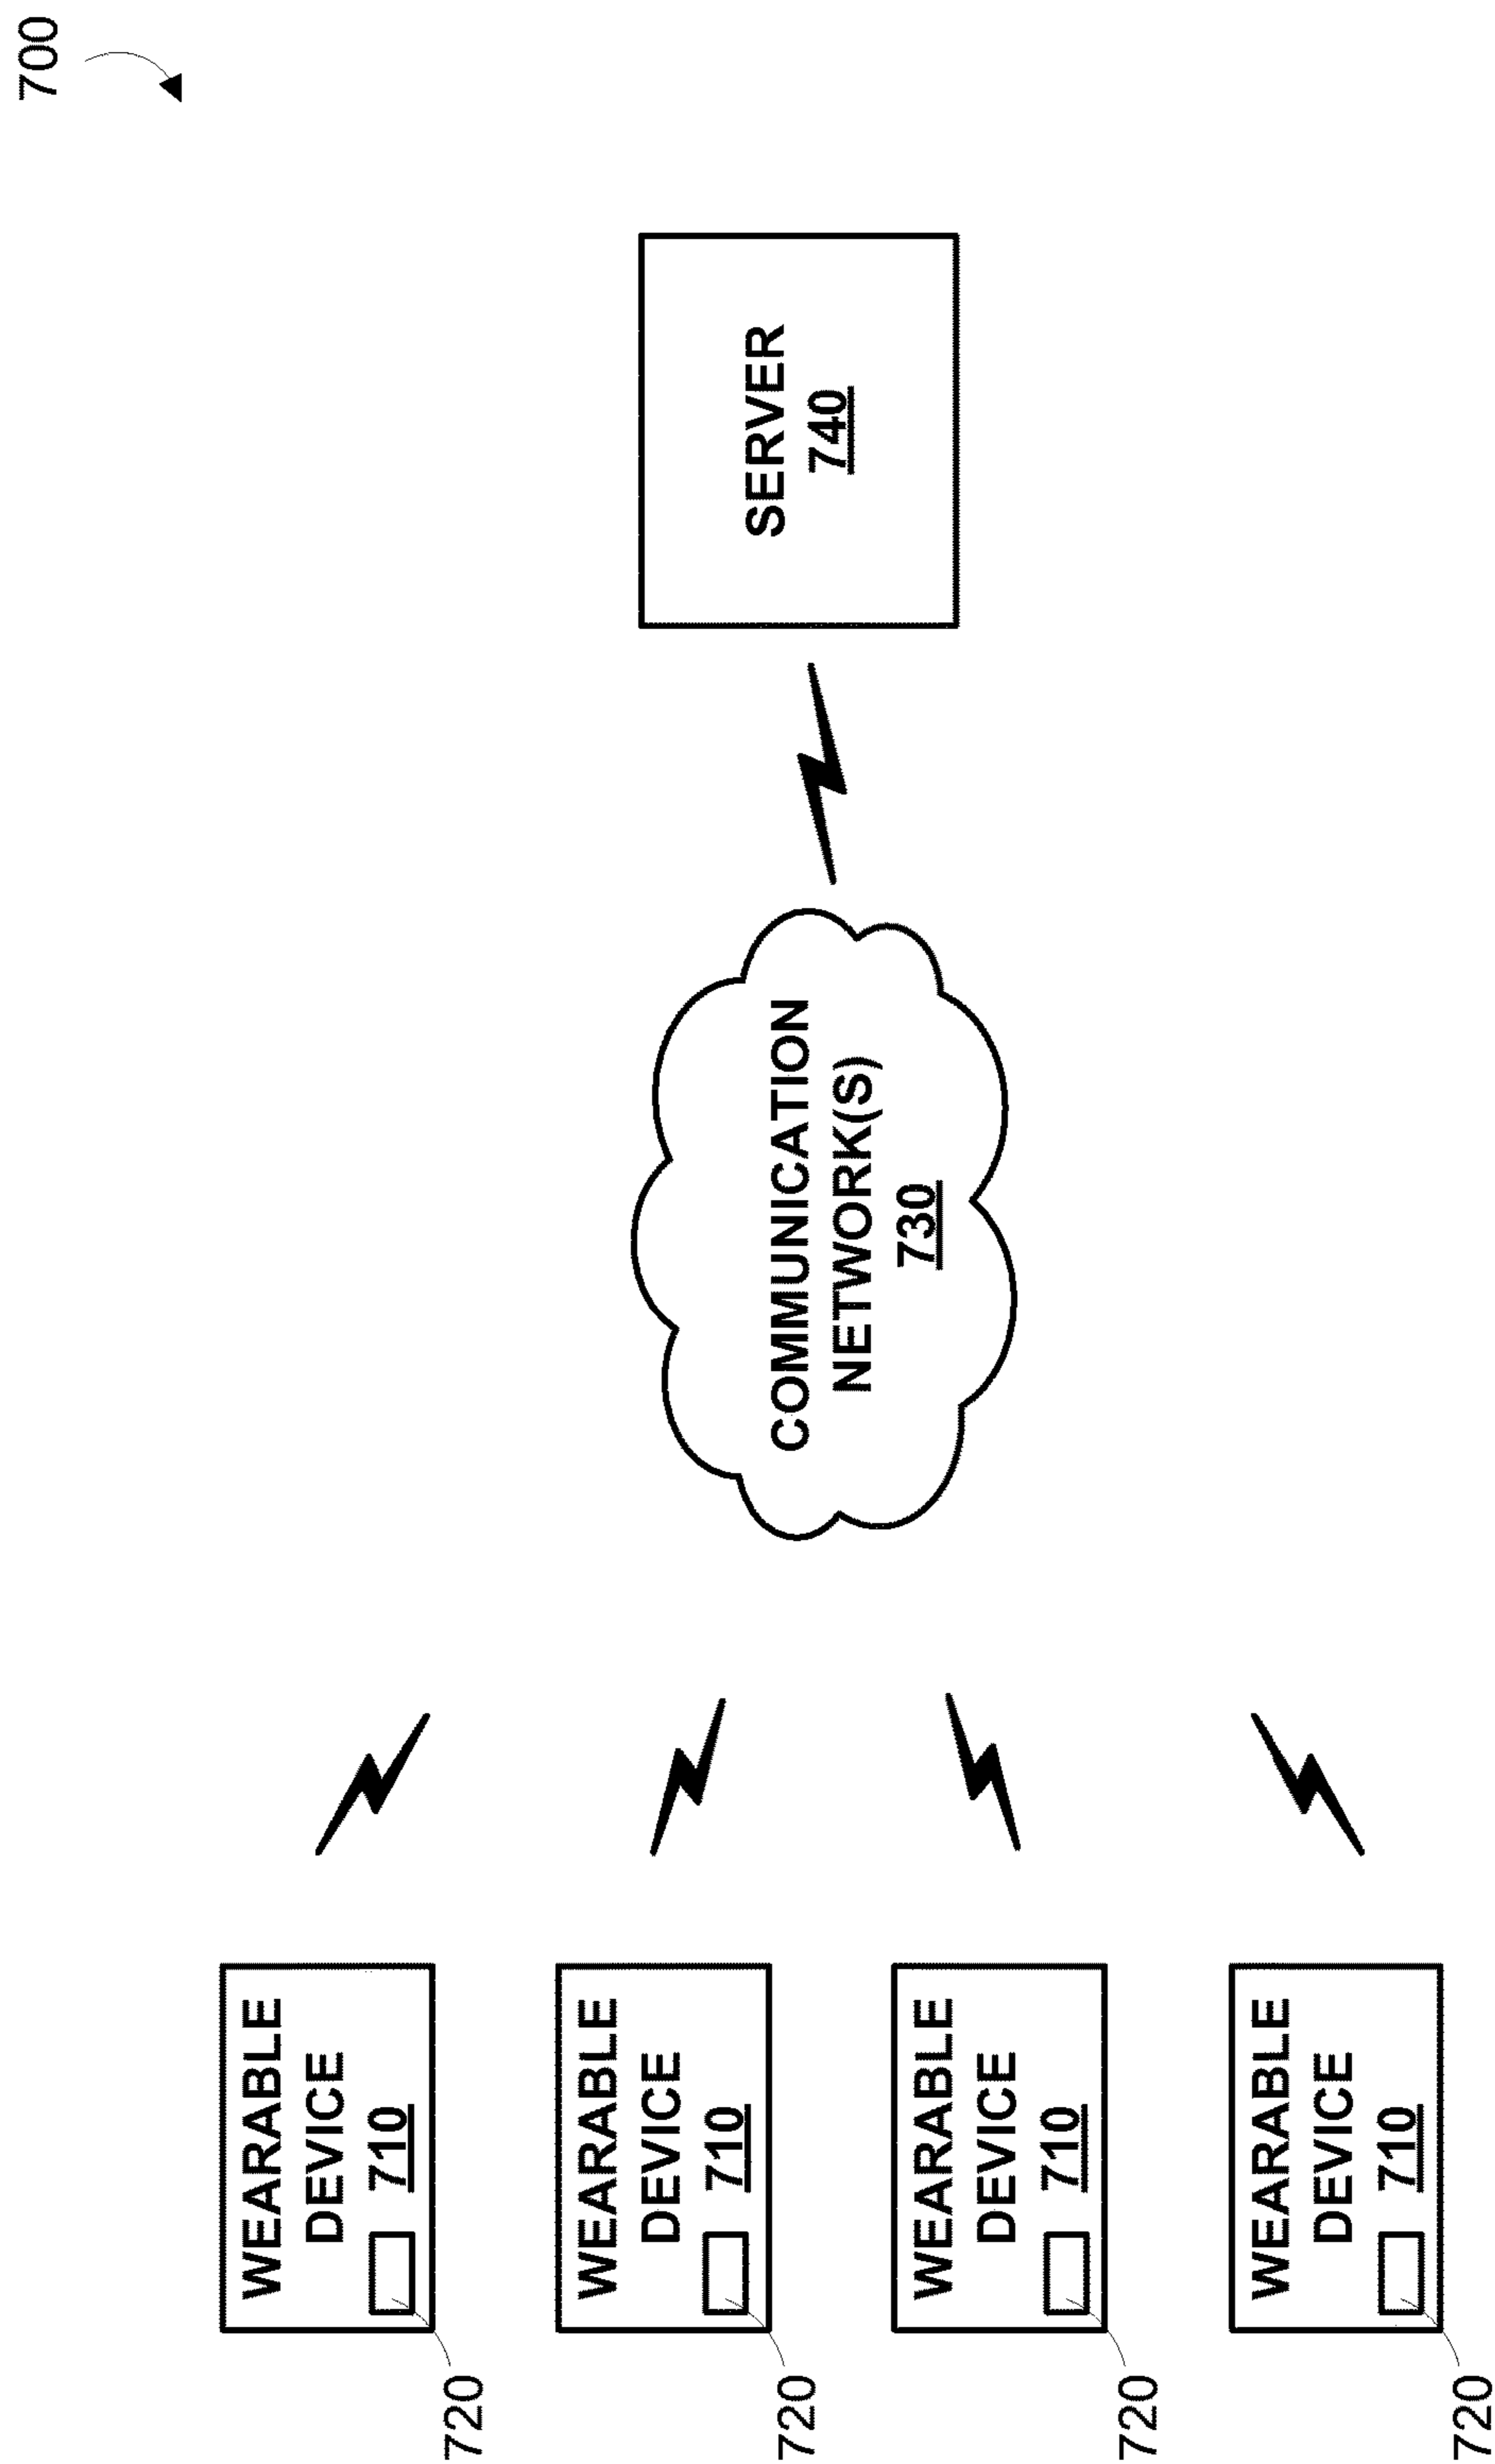 700
WEARABLE
DEVICE
710
720
WEARABLE
DEVICE
710
720
WEARABLE
DEVICE
710
720
WEARABLE
DEVICE
710
720
COMMUNICATION
NETWORK(S)
730
SERVER
740